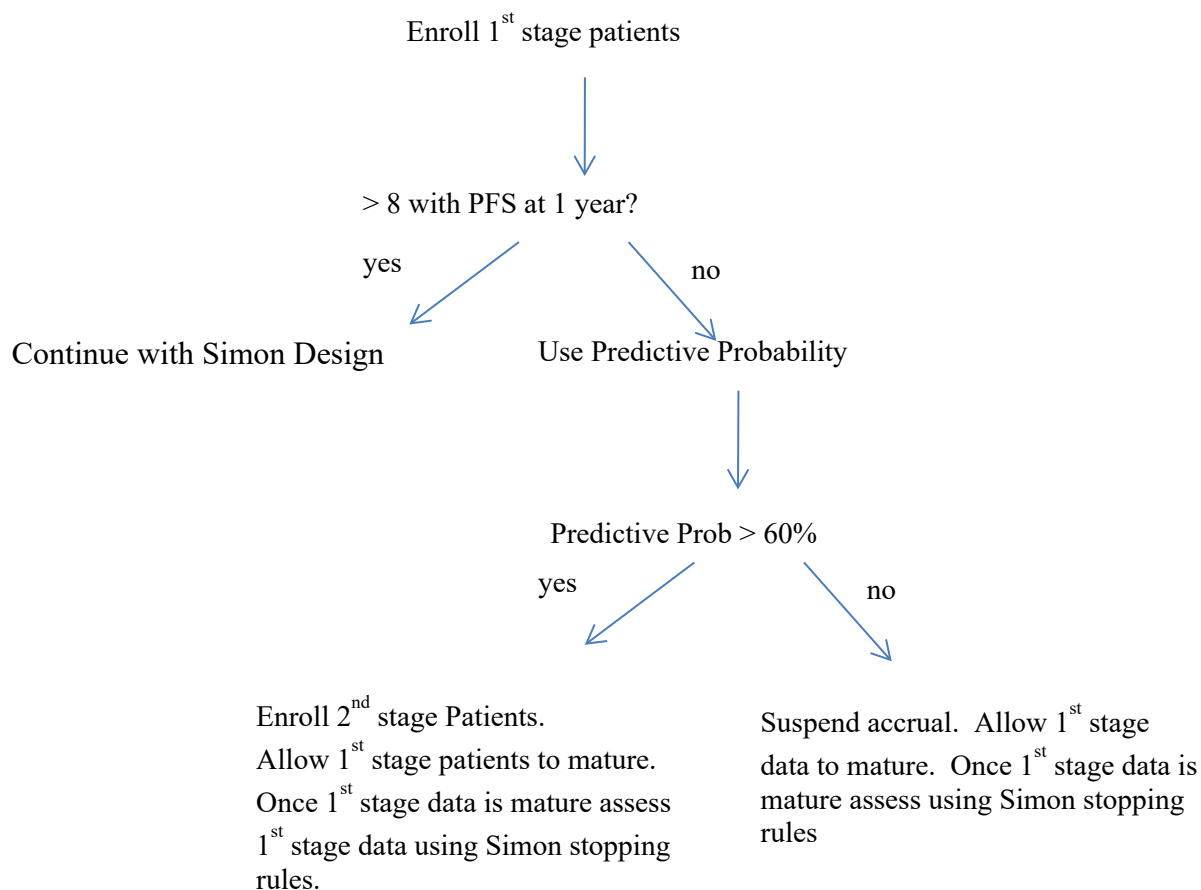 Enroll 1st stage patients
> 8 with PFS at 1 year?
yes
no
Continue with Simon Design
Use Predictive Probability
Predictive Prob > 60%
yes
no
Enroll 2nd stage Patients.
Allow 1st stage patients to mature.
Once 1st stage data is mature assess
1st stage data using Simon stopping
rules.
Suspend accrual.  Allow 1st stage
data to mature.  Once 1st stage data is
mature assess using Simon stopping
rules